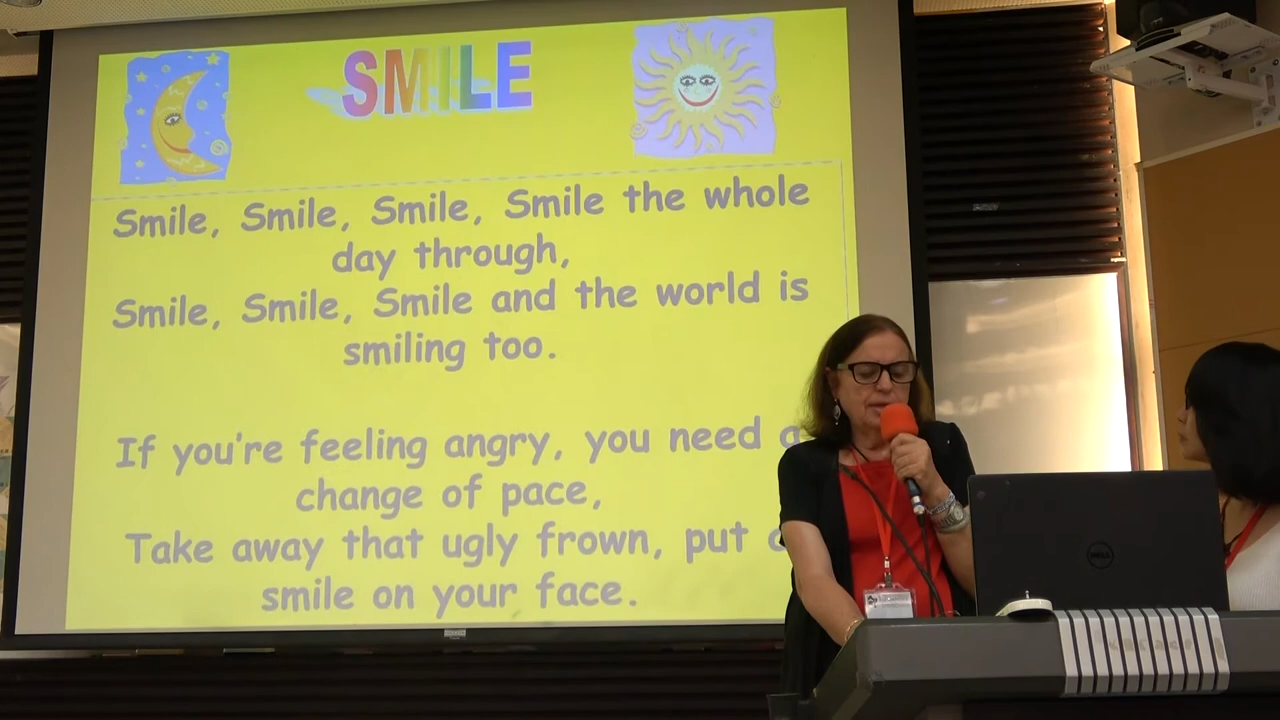 SMILE
Smile, Smile, Smile, Smile the whole
day through,
Smile, Smile, Smile and the world is
smiling too.
If you're feeling angry, you need a
change of pace,
Take away that ugly frown, put a
smile on your face.
DELL